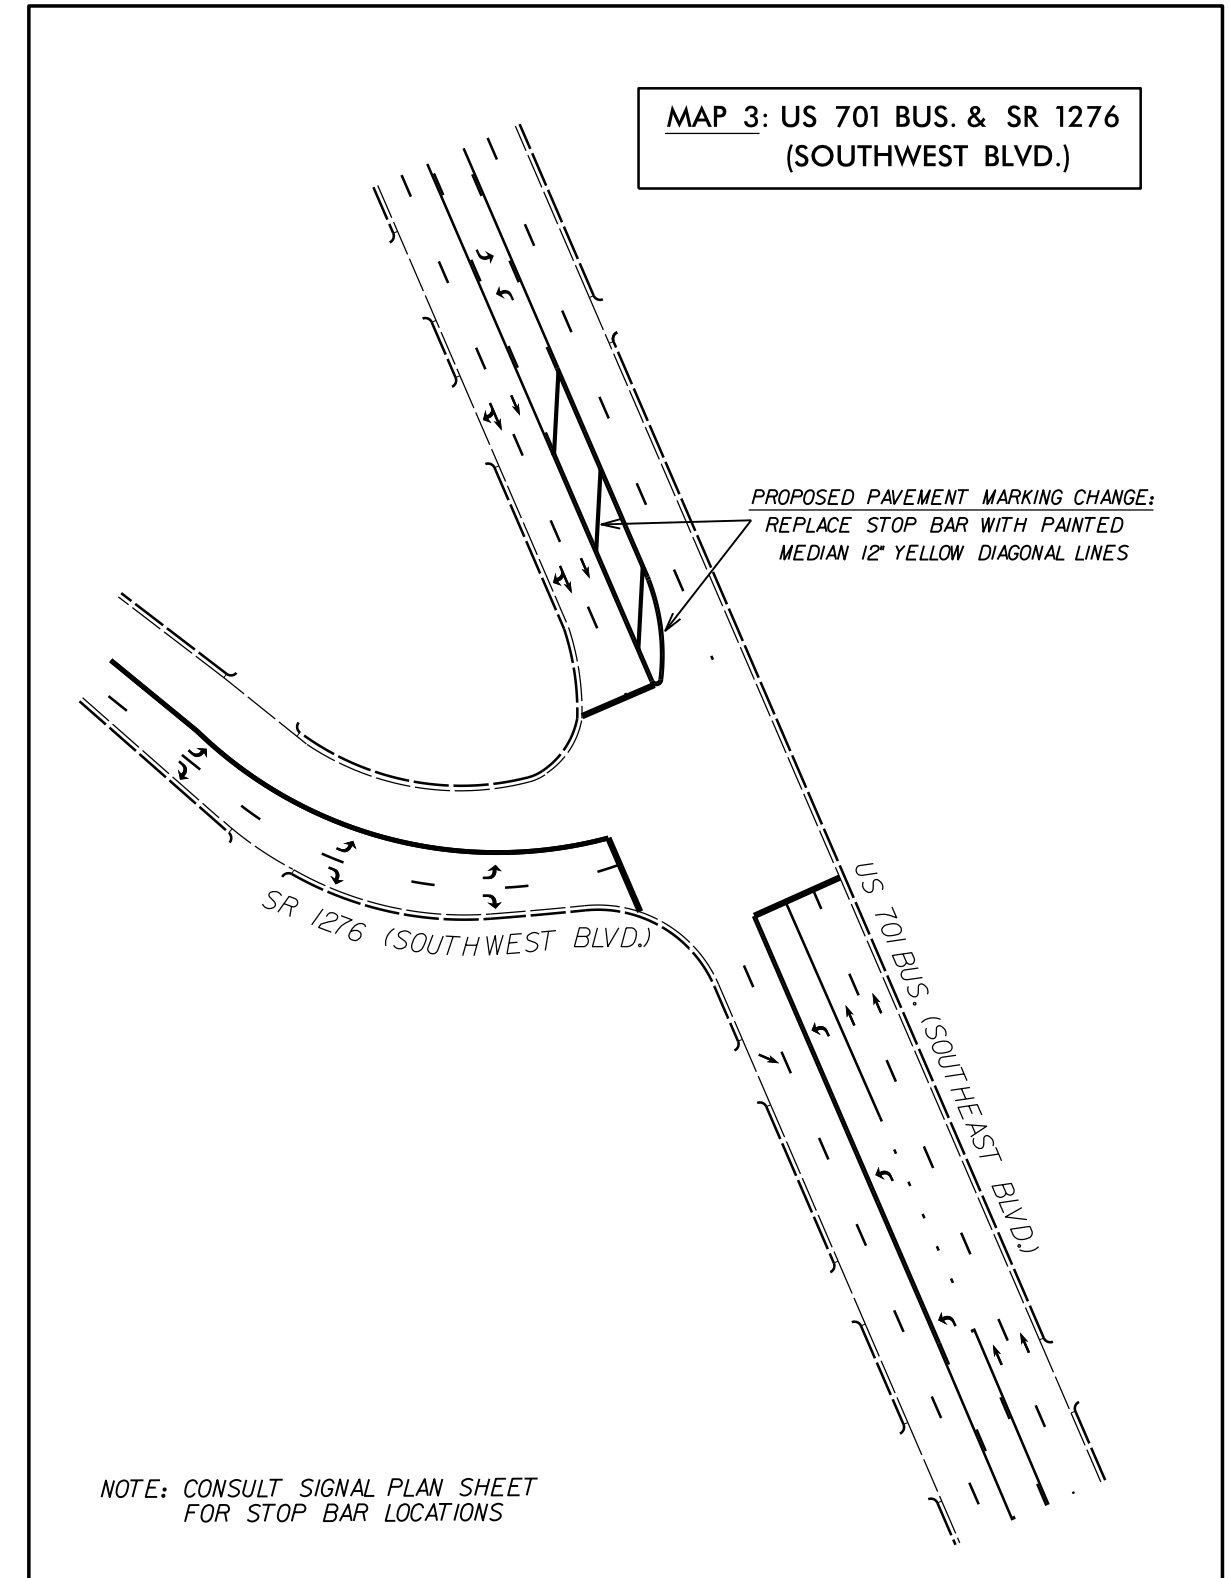 MAP 3: US 701 BUS. & SR 1276
(SOUTHWEST BLVD.)
PROPOSED PAVEMENT MARKING CHANGE:
REPLACE STOP BAR WITH PAINTED
MEDIAN 12" YELLOW DIAGONAL LINES
SR 1276 (SOUTHWEST BLVD.)
US 701 BUS. (SOUTHEAST BLVD.)
NOTE: CONSULT SIGNAL PLAN SHEET
FOR STOP BAR LOCATIONS